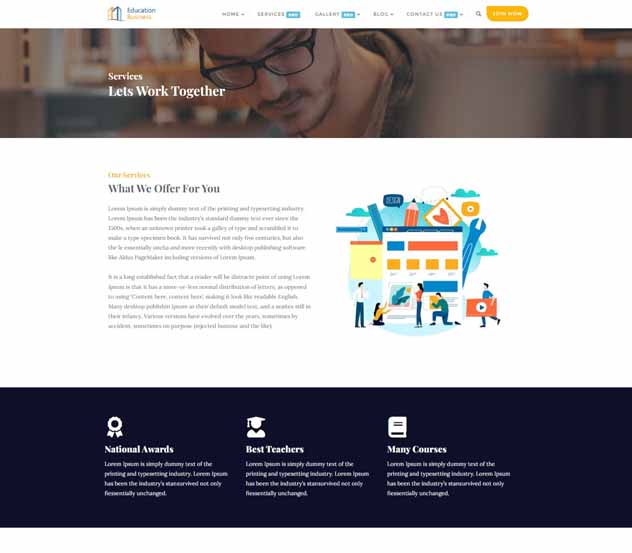 Education
Business
HOME
SERVICES PRO
GALLERY PRO
BLOG
CONTACT US PRO
JOIN NOW
Services
Lets Work Together
Our Services
What We Offer For You
Lorem Ipsum is simply dummy text of the printing and typesetting industry.
Lorem Ipsum has been the industry's standard dummy text ever since the
1500s, when an unknown printer took a galley of type and scrambled it to
make a type specimen book. It has survived not only five centuries, but also
the le essentially uncha and more recently with desktop publishing software
like Aldus PageMaker including versions of Lorem Ipsum.
It is a long established fact that a reader will be distracte point of using Lorem
Ipsum is that it has a more-or-less normal distribution of letters, as opposed
to using 'Content here, content here', making it look like readable English.
Many desktop publishin Ipsum as their default model text, and a search still in
their infancy. Various versions have evolved over the years, sometimes by
accident, sometimes on purpose (injected humour and the like).
DESIGN
National Awards
Lorem Ipsum is simply dummy text of the
printing and typesetting industry. Lorem Ipsum
has been the industry's standurvived not only
fiessentially unchanged.
Best Teachers
Lorem Ipsum is simply dummy text of the
printing and typesetting industry. Lorem Ipsum
has been the industry's standurvived not only
fiessentially unchanged.
Many Courses
Lorem Ipsum is simply dummy text of the
printing and typesetting industry. Lorem Ipsum
has been the industry's standurvived not only
fiessentially unchanged.